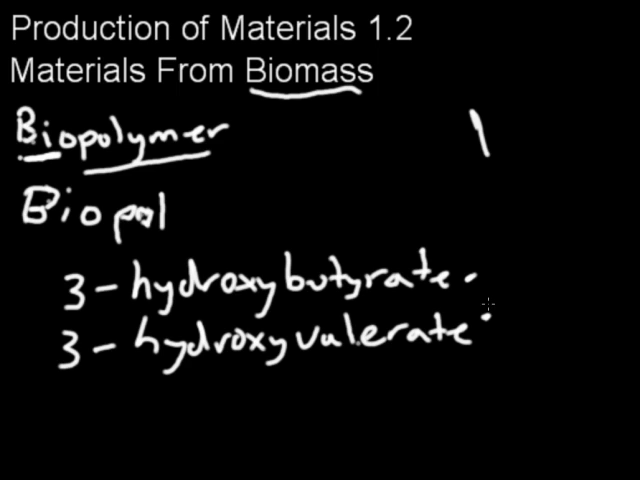 Production of Materials 1.2
Materials From Biomass
Biopolymer
Biopol
3-hydroxybutyrate
3-hydroxyvalerate